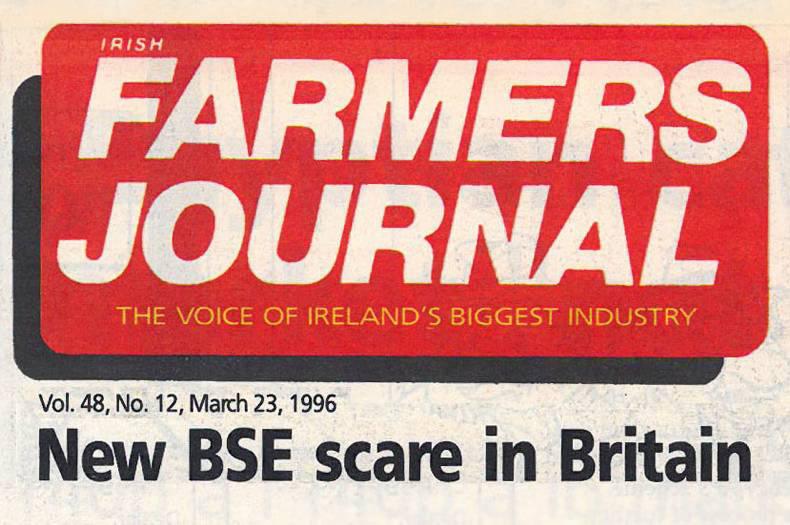 IRISH
FARMERS
JOURNAL
THE VOICE OF IRELAND'S BIGGEST INDUSTRY
Vol. 48, No. 12, March 23, 1996
New BSE scare in Britain